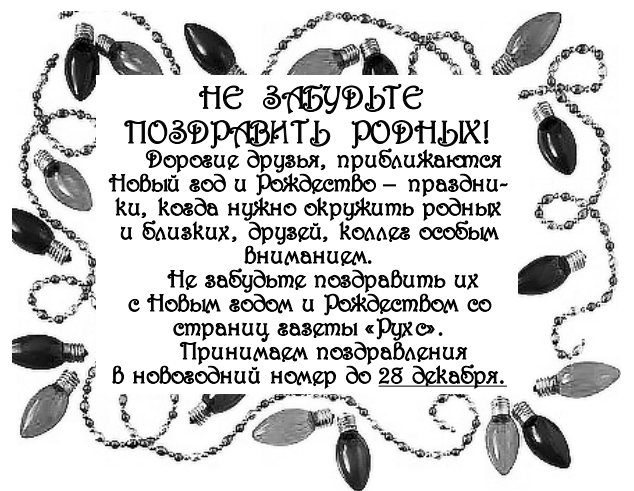 НЕ ЗАБУДЬТЕ
ПОЗДРАВИТЬ РОДНЫХ!
Дорогие друзья, приближаются
Новый год и Рождество – праздни-
ки, когда нужно окружить родных
и близких, друзей, коллег особым
вниманием.
Не забудьте поздравить их
с Новым годом и Рождеством со
страниц газеты «Рух с».
Принимаем поздравления
в новогодний номер до 28 декабря.